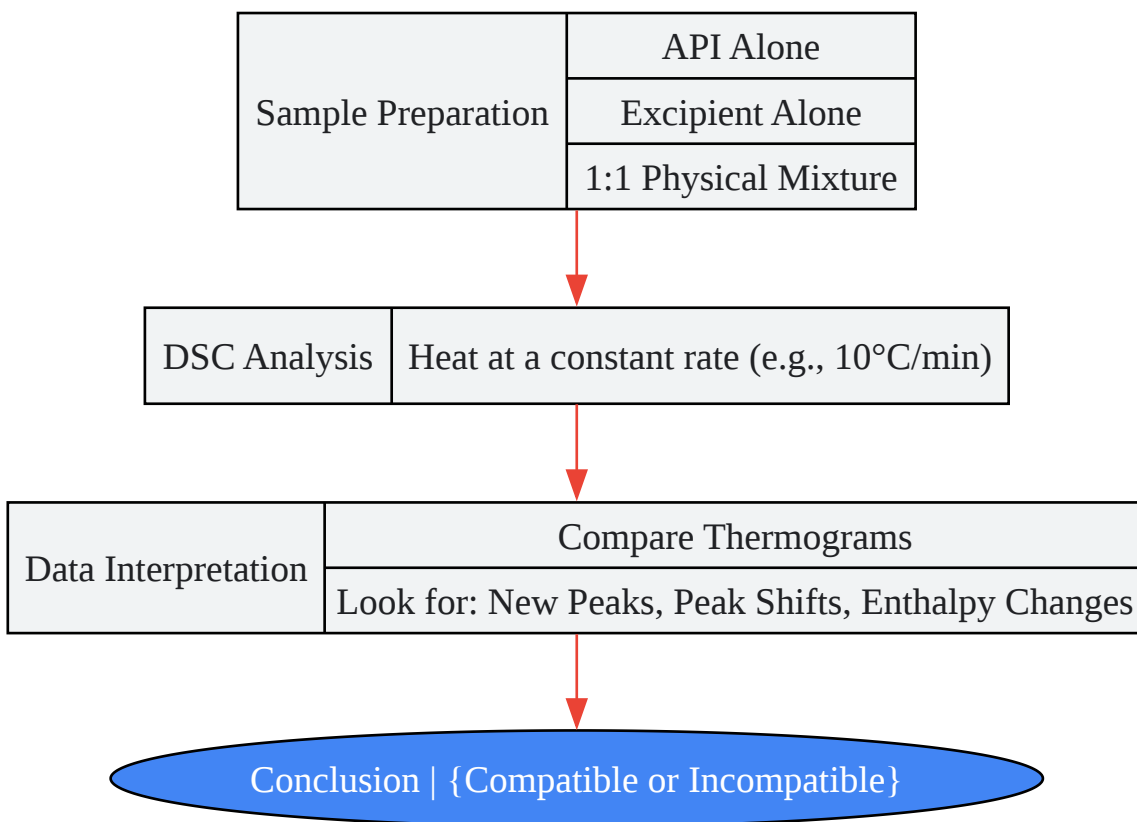 Sample Preparation
API Alone
Excipient Alone
1:1 Physical Mixture
DSC Analysis
Heat at a constant rate (e.g., 10°C/min)
Data Interpretation
Compare Thermograms
Look for: New Peaks, Peak Shifts, Enthalpy Changes
Conclusion | {Compatible or Incompatible}